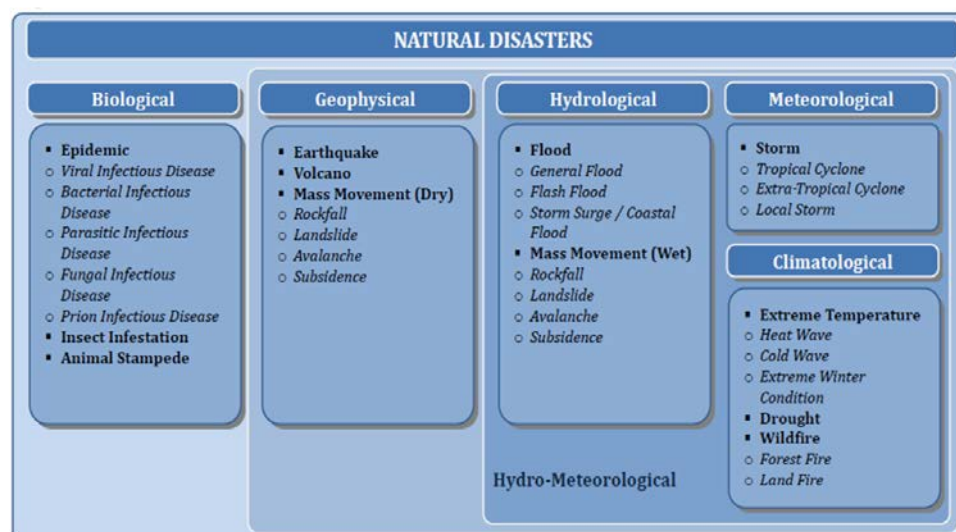 NATURAL DISASTERS
Biological
▪ Epidemic
○ Viral Infectious Disease
○ Bacterial Infectious
Disease
○ Parasitic Infectious
Disease
○ Fungal Infectious
Disease
○ Prion Infectious Disease
▪ Insect Infestation
▪ Animal Stampede
Geophysical
▪ Earthquake
▪ Volcano
▪ Mass Movement (Dry)
○ Rockfall
○ Landslide
○ Avalanche
○ Subsidence
Hydrological
▪ Flood
○ General Flood
○ Flash Flood
○ Storm Surge / Coastal
Flood
▪ Mass Movement (Wet)
○ Rockfall
○ Landslide
○ Avalanche
○ Subsidence
Meteorological
▪ Storm
○ Tropical Cyclone
○ Extra-Tropical Cyclone
○ Local Storm
Climatological
▪ Extreme Temperature
○ Heat Wave
○ Cold Wave
○ Extreme Winter
Condition
▪ Drought
▪ Wildfire
○ Forest Fire
○ Land Fire
Hydro-Meteorological